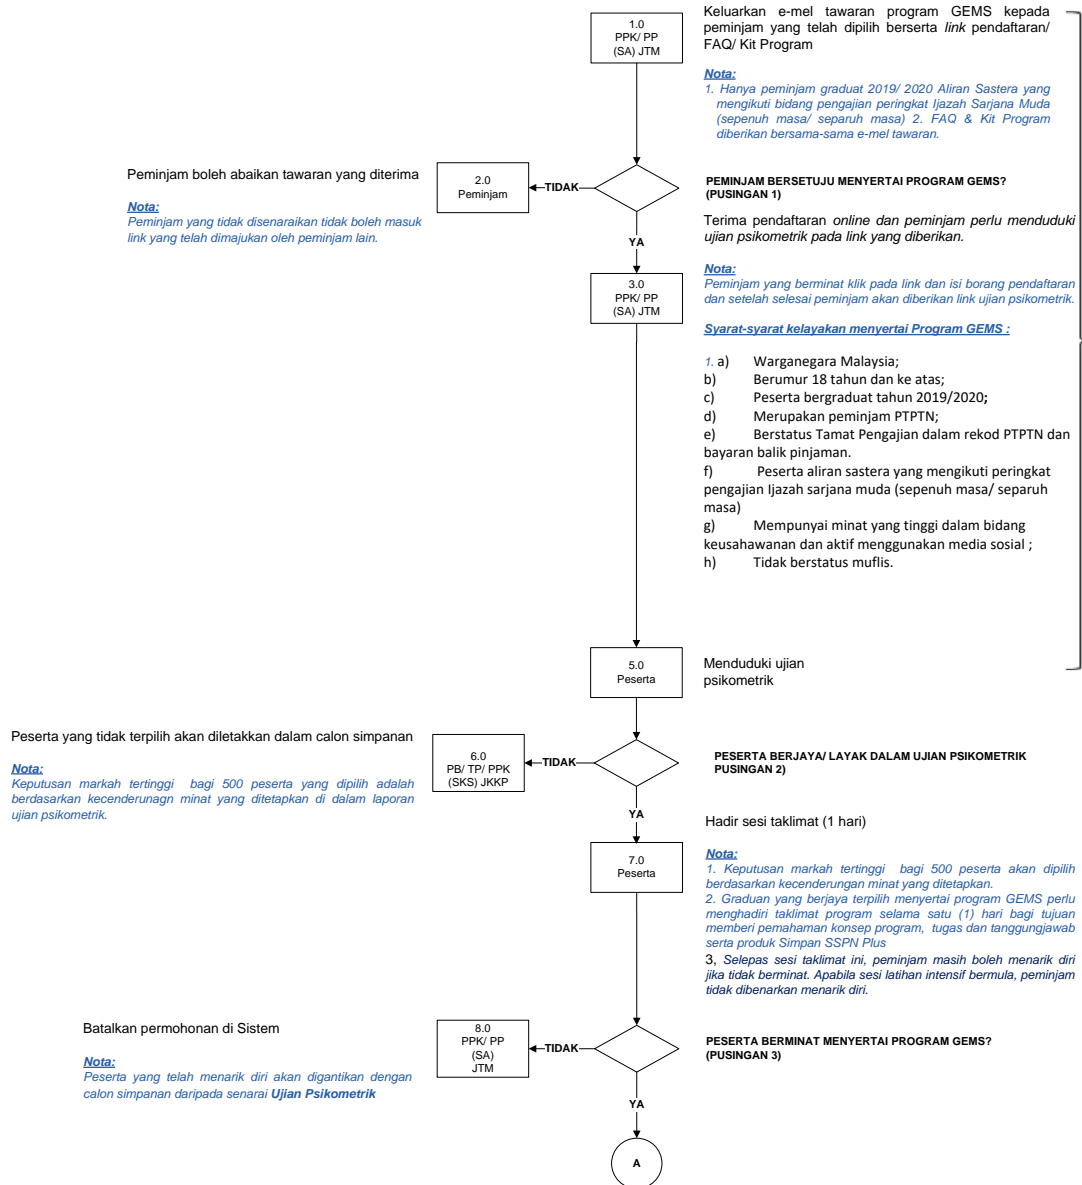 1.0
PPK/ PP
(SA) JTM
Keluarkan e-mel tawaran program GEMS kepada
peminjam yang telah dipilih berserta link pendaftaran/
FAQ/ Kit Program
Nota:
1. Hanya peminjam graduat 2019/ 2020 Aliran Sastera yang
mengikuti bidang pengajian peringkat Ijazah Sarjana Muda
(sepenuh masa/ separuh masa) 2. FAQ & Kit Program
diberikan bersama-sama e-mel tawaran.
Peminjam boleh abaikan tawaran yang diterima
Nota:
Peminjam yang tidak disenaraikan tidak boleh masuk
link yang telah dimajukan oleh peminjam lain.
2.0
Peminjam
TIDAK
PEMINJAM BERSETUJU MENYERTAI PROGRAM GEMS?
(PUSINGAN 1)
Terima pendaftaran online dan peminjam perlu menduduki
ujian psikometrik pada link yang diberikan.
YA
3.0
PPK/ PP
(SA) JTM
Nota:
Peminjam yang berminat klik pada link dan isi borang pendaftaran
dan setelah selesai peminjam akan diberikan link ujian psikometrik.
Syarat-syarat kelayakan menyertai Program GEMS :
1. a) Warganegara Malaysia;
b) Berumur 18 tahun dan ke atas;
c) Peserta bergraduat tahun 2019/2020;
d) Merupakan peminjam PTPTN;
e) Berstatus Tamat Pengajian dalam rekod PTPTN dan
bayaran balik pinjaman.
f) Peserta aliran sastera yang mengikuti peringkat
pengajian Ijazah sarjana muda (sepenuh masa/ separuh
masa)
g) Mempunyai minat yang tinggi dalam bidang
keusahawanan dan aktif menggunakan media sosial ;
h) Tidak berstatus muflis.
5.0
Peserta
Menduduki ujian
psikometrik
Peserta yang tidak terpilih akan diletakkan dalam calon simpanan
Nota:
Keputusan markah tertinggi bagi 500 peserta yang dipilih adalah
berdasarkan kecenderunagn minat yang ditetapkan di dalam laporan
ujian psikometrik.
6.0
PB/ TP/ PPK
(SKS) JKKP
TIDAK
PESERTA BERJAYA/ LAYAK DALAM UJIAN PSIKOMETRIK
PUSINGAN 2)
YA
7.0
Peserta
Hadir sesi taklimat (1 hari)
Nota:
1. Keputusan markah tertinggi bagi 500 peserta akan dipilih
berdasarkan kecenderungan minat yang ditetapkan.
2. Graduan yang berjaya terpilih menyertai program GEMS perlu
menghadiri taklimat program selama satu (1) hari bagi tujuan
memberi pemahaman konsep program, tugas dan tanggungjawab
serta produk Simpan SSPN Plus
3, Selepas sesi taklimat ini, peminjam masih boleh menarik diri
jika tidak berminat. Apabila sesi latihan intensif bermula, peminjam
tidak dibenarkan menarik diri.
Batalkan permohonan di Sistem
Nota:
Peserta yang telah menarik diri akan digantikan dengan
calon simpanan daripada senarai Ujian Psikometrik
8.0
PPK/ PP
(SA)
JTM
TIDAK
PESERTA BERMINAT MENYERTAI PROGRAM GEMS?
(PUSINGAN 3)
YA
A